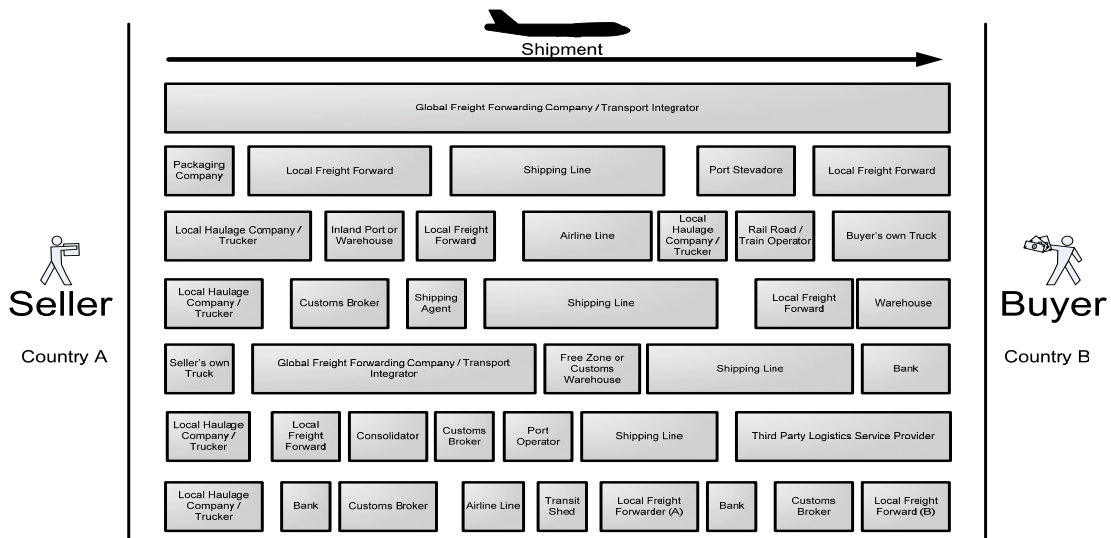 Shipment
Global Freight Forwarding Company / Transport Integrator
Packaging
Company
Local Freight Forward
Shipping Line
Port Stevadore
Local Freight Forward
Local Haulage Company /
Trucker
Inland Port or
Warehouse
Local Freight
Forward
Airline Line
Local
Haulage
Company /
Trucker
Rail Road /
Train Operator
Buyer's own Truck
Local Haulage
Company /
Trucker
Customs Broker
Shipping
Agent
Shipping Line
Local Freight
Forward
Warehouse
Seller
Buyer
Country A
Country B
Seller's own
Truck
Global Freight Forwarding Company / Transport
Integrator
Free Zone or
Customs
Warehouse
Shipping Line
Bank
Local Haulage
Company /
Trucker
Local
Freight
Forward
Consolidator
Customs
Broker
Port
Operator
Shipping Line
Third Party Logistics Service Provider
Local Haulage
Company /
Trucker
Bank
Customs Broker
Airline Line
Transit
Shed
Local Freight
Forwarder (A)
Bank
Customs
Broker
Local Freight
Forward (B)